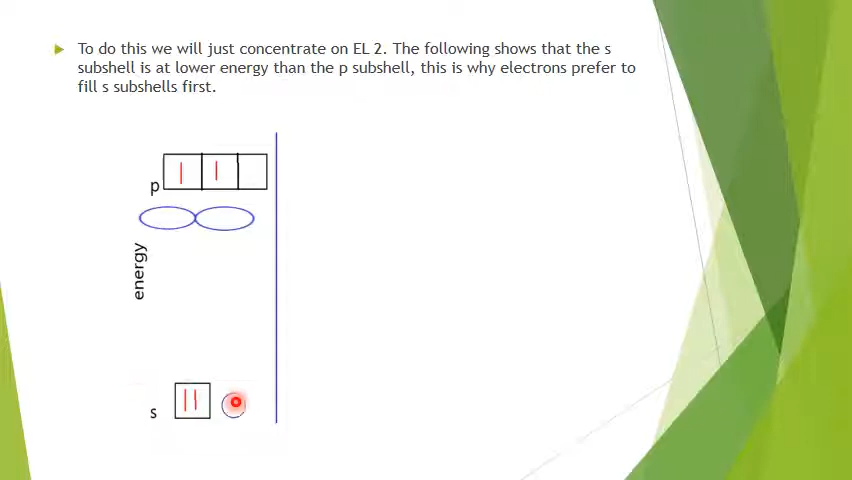 To do this we will just concentrate on EL 2. The following shows that the s
subshell is at lower energy than the p subshell, this is why electrons prefer to
fill s subshells first.
p
energy
s